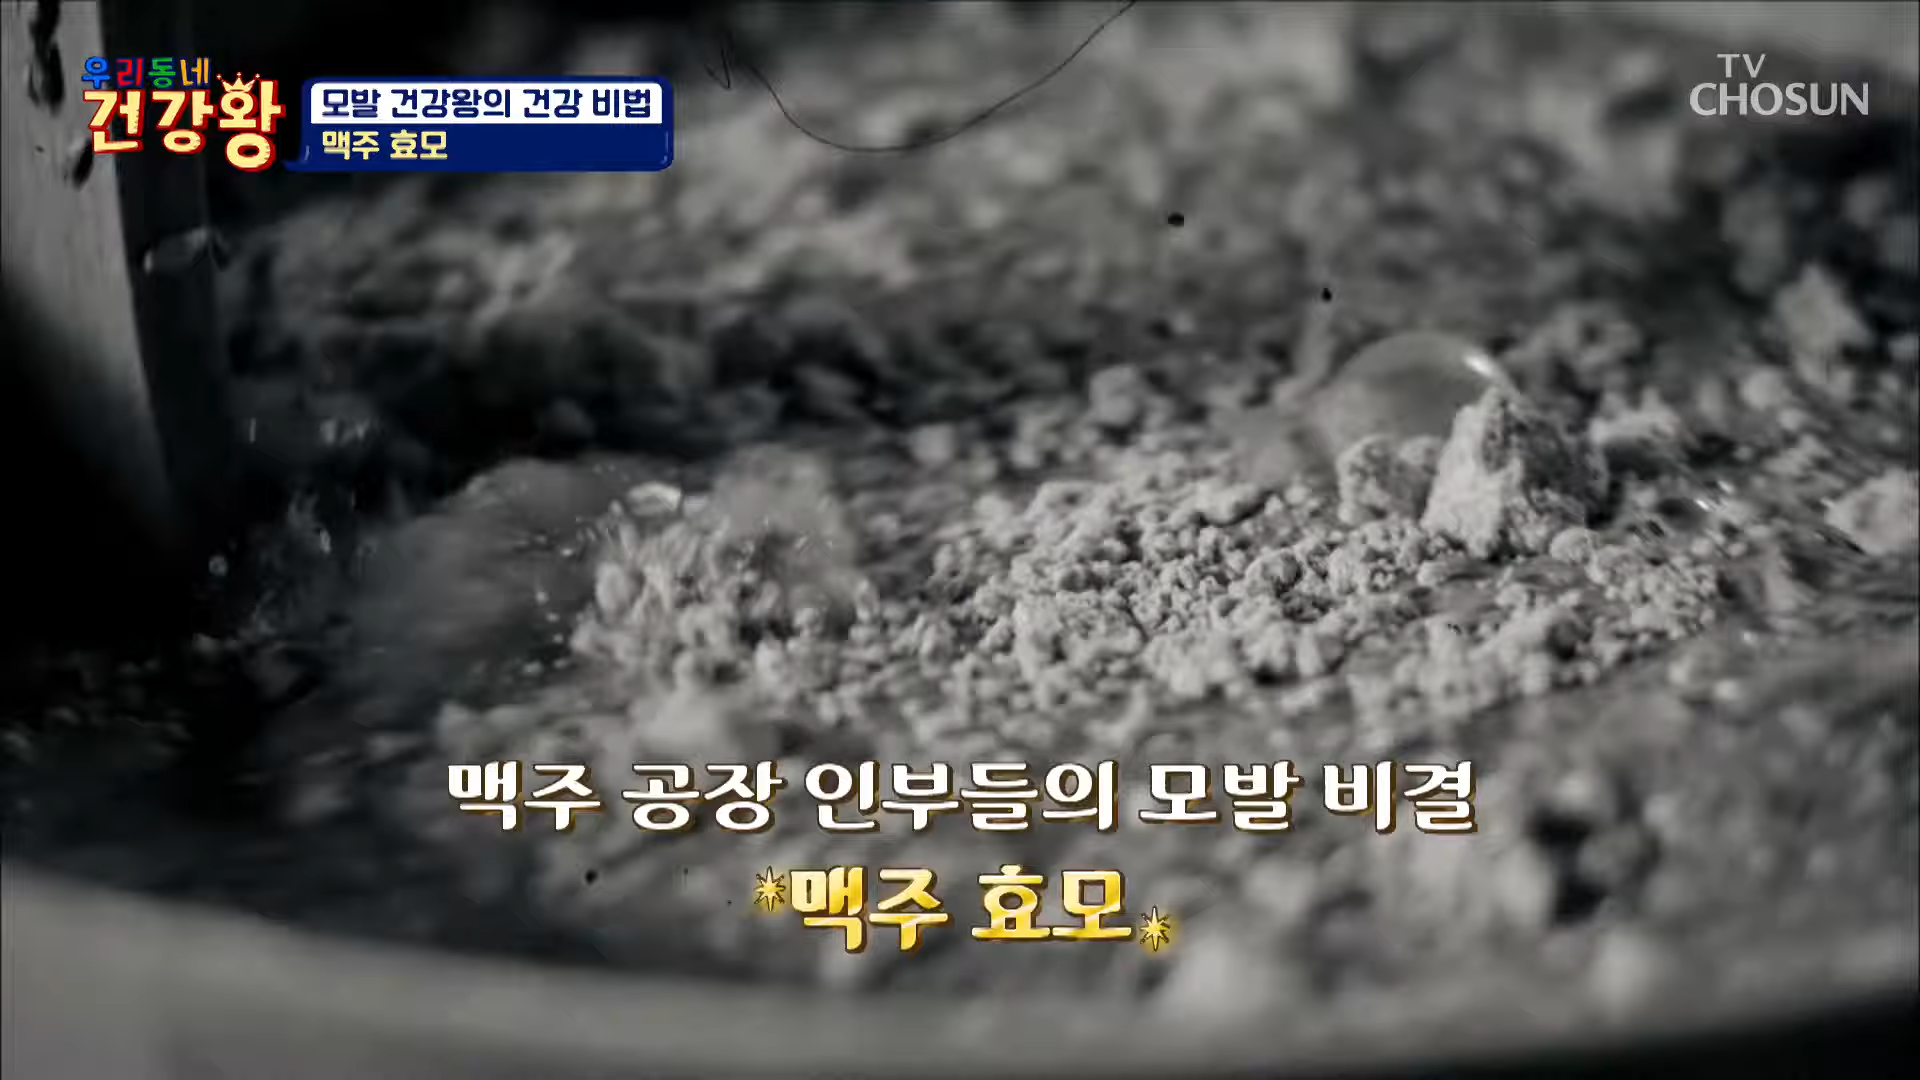 우리동네
건강왕
모발 건강왕의 건강 비법
맥주 효모
TV
CHOSUN
맥주 공장 인부들의 모발 비결
맥주 효모